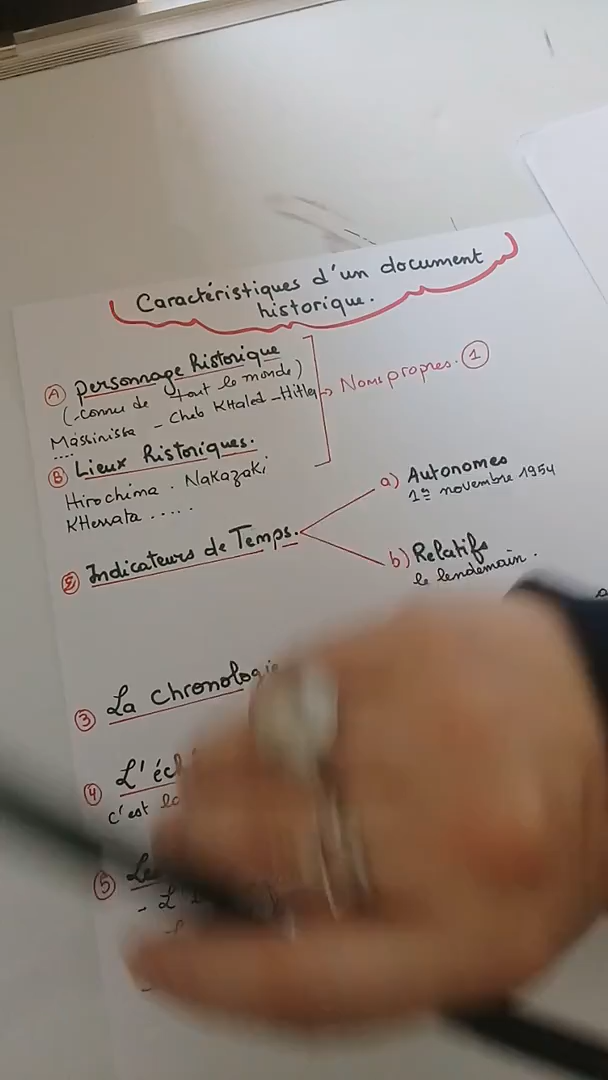 Caractéristiques d'un document
historique.
A Personnage historique
(-connu de tout le monde)
Massinissa - Cheb KHaled - Hitler
→ Noms propres. 1
B Lieux historiques.
Hirochima . Nakazaki
KHerrata .....
2 Indicateurs de Temps.
a) Autonomes
1er novembre 1954
b) Relatifs
le lendemain.
3 La chronologie
4 L'
c'est
5
- L'